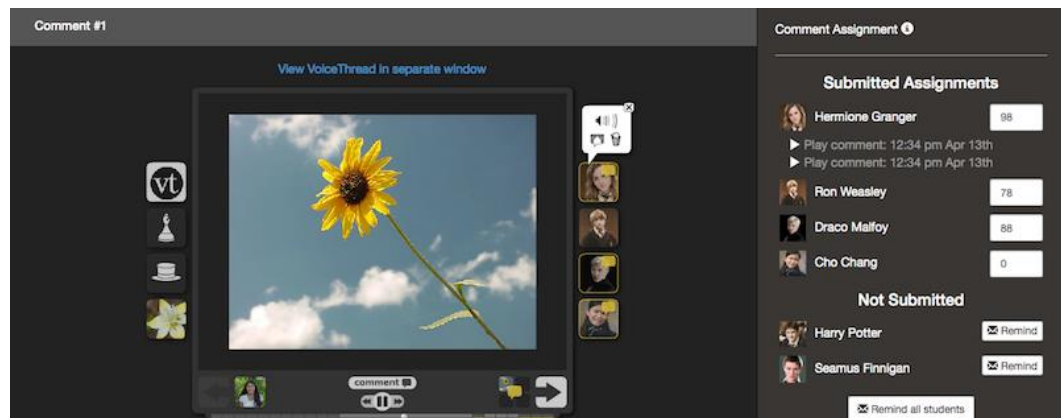 Comment #1
View VoiceThread in separate window
vt
comment
Comment Assignment
Submitted Assignments
Hermione Granger 98
Play comment: 12:34 pm Apr 13th
Play comment: 12:34 pm Apr 13th
Ron Weasley 78
Draco Malfoy 88
Cho Chang 0
Not Submitted
Harry Potter Remind
Seamus Finnigan Remind
Remind all students